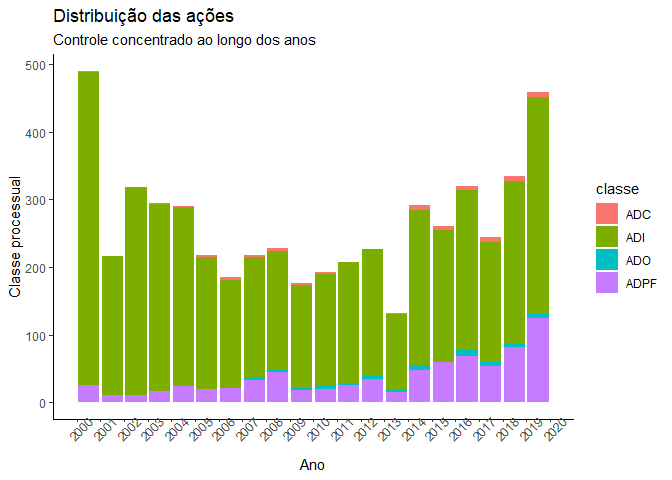 Distribuição das ações
Controle concentrado ao longo dos anos
500
400
300
200
100
0
Classe processual
2000 2001 2002 2003 2004 2005 2006 2007 2008 2009 2010 2011 2012 2013 2014 2015 2016 2017 2018 2019 2020
Ano
classe
ADC
ADI
ADO
ADPF